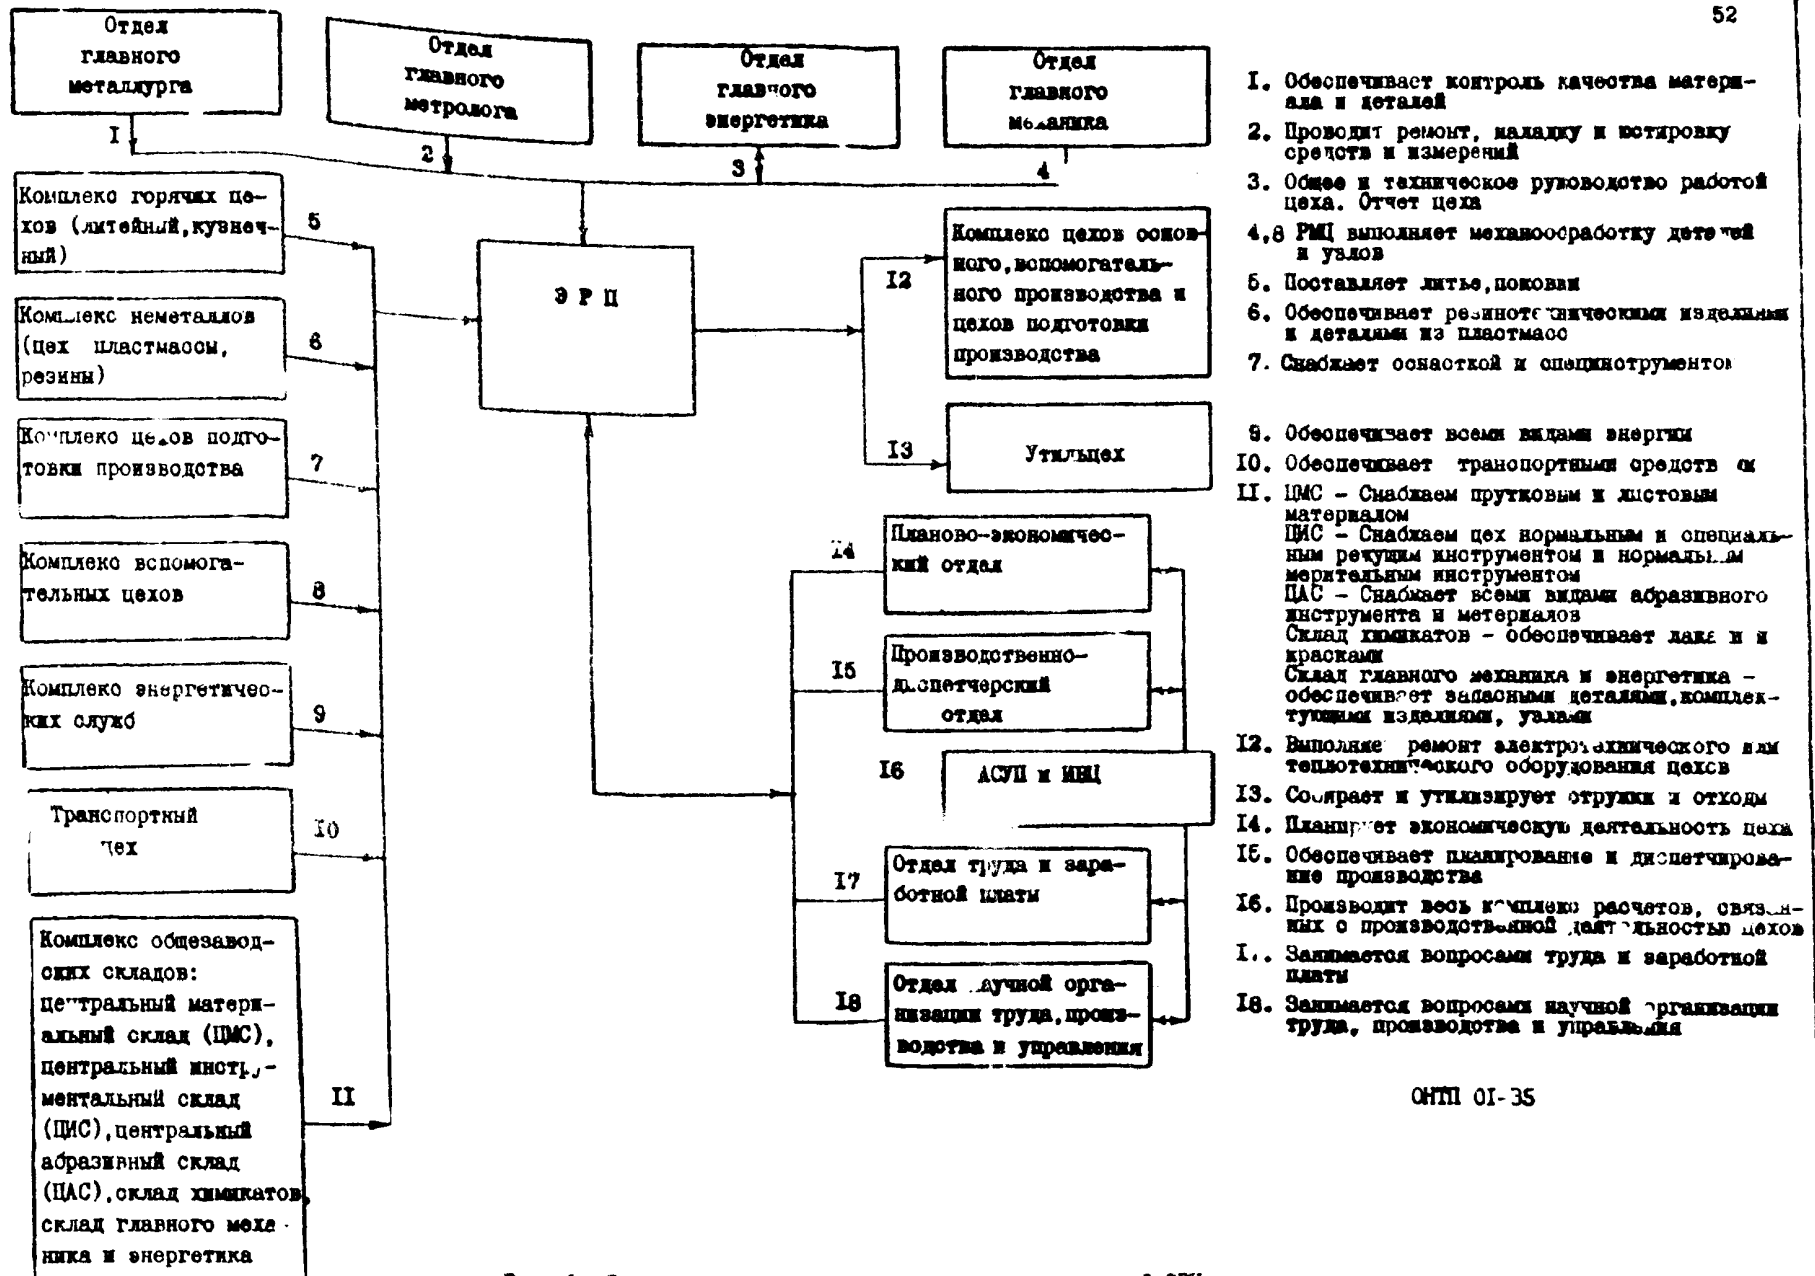 52
Отдел
главного
металлурга
Отдел
главного
метролога
Отдел
главного
энергетика
Отдел
главного
механика
I
2
3
4
Комплекс горячих це-
хов (литейный,кузнеч-
ный)
5
Комплекс неметаллов
(цех пластмассы,
резины)
6
Комплекс цехов подго-
товки производства
7
Комплекс вспомога-
тельных цехов
8
Комплекс энергетичес-
ких служб
9
Транспортный
цех
I0
Комплекс общезавод-
ских складов:
центральный матери-
альный склад (ЦМС),
центральный инстру-
ментальный склад
(ЦИС),центральный
абразивный склад
(ЦАС),склад химикатов,
склад главного меха-
ника и энергетика
II
Э Р Ц
I2
Комплекс цехов основ-
ного,вспомогатель-
ного производства и
цехов подготовки
производства
I3
Утильцех
I4
Планово-экономичес-
кий отдел
I5
Производственно-
диспетчерский
отдел
I6
АСУП и ИВЦ
I7
Отдел труда и зара-
ботной платы
I8
Отдел научной орга-
низации труда,произ-
водства и управления
I. Обеспечивает контроль качества матери-
ала и деталей
2. Проводит ремонт, наладку и юстировку
средств и измерений
3. Общее и техническое руководство работой
цеха. Отчет цеха
4,8 РМЦ выполняет механообработку деталей
и узлов
5. Поставляет литье,поковки
6. Обеспечивает резинотехническими изделиями
и деталями из пластмасс
7. Снабжает оснасткой и специнструментом
9. Обеспечивает всеми видами энергии
I0. Обеспечивает транспортными средств
II. ЦМС - Снабжаем прутковым и листовым
материалом
ЦИС - Снабжаем цех нормальным и специаль-
ным режущим инструментом и нормальным
мерительным инструментом
ЦАС - Снабжает всеми видами абразивного
инструмента и метериалов
Склад химикатов - обеспечивает лака и и
красками
Склад главного механика и энергетика -
обеспечивает запасными деталями,комплек-
тующими изделиями, узлами
I2. Выполняе ремонт электротехнического или
теплотехнического оборудования цехов
I3. Собирает и утилизирует стружки и отходы
I4. Планирует экономическую деятельность цеха
I5. Обеспечивает планирование и диспетчирова-
ние производства
I6. Производит весь комплекс расчетов, связан-
ных с производственной деятельностью цехов
I . Занимается вопросами труда и заработной
платы
I8. Занимается вопросами научной организации
труда, производства и управления
ОНТП 0I-35